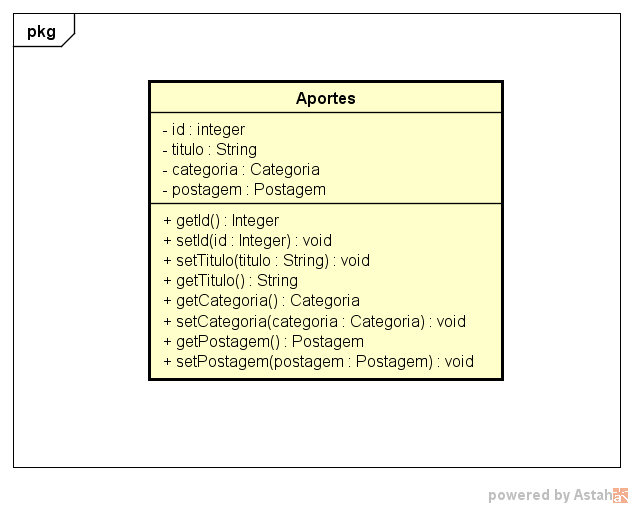 pkg
Aportes
- id : integer
- titulo : String
- categoria : Categoria
- postagem : Postagem
+ getId() : Integer
+ setId(id : Integer) : void
+ setTitulo(titulo : String) : void
+ getTitulo() : String
+ getCategoria() : Categoria
+ setCategoria(categoria : Categoria) : void
+ getPostagem() : Postagem
+ setPostagem(postagem : Postagem) : void
powered by Astah